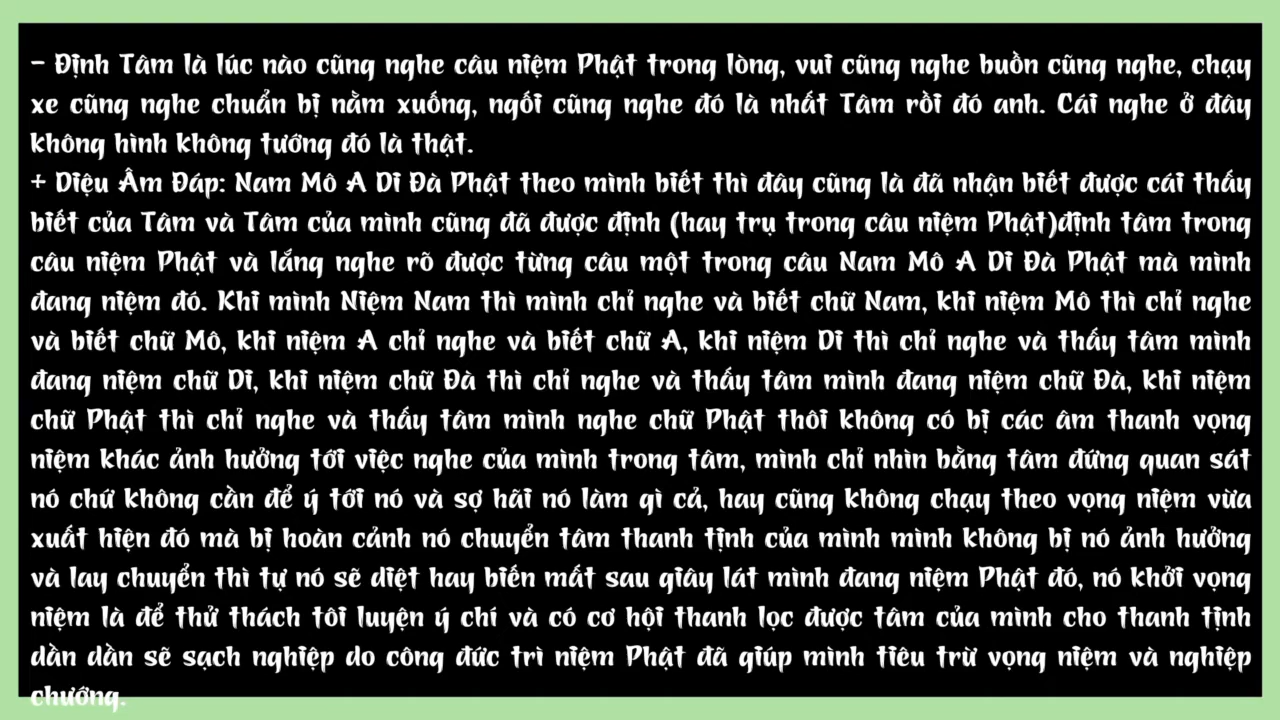 – Định Tâm là lúc nào cũng nghe câu niệm Phật trong lòng, vui cũng nghe buồn cũng nghe, chạy
xe cũng nghe chuẩn bị nằm xuống, ngối cũng nghe đó là nhất Tâm rồi đó anh. Cái nghe ở đây
không hình không tướng đó là thật.
+ Diệu Âm Đáp: Nam Mô A Di Đà Phật theo mình biết thì đây cũng là đã nhận biết được cái thấy
biết của Tâm và Tâm của mình cũng đã được định (hay trụ trong câu niệm Phật)định tâm trong
câu niệm Phật và lắng nghe rõ được từng câu một trong câu Nam Mô A Di Đà Phật mà mình
đang niệm đó. Khi mình Niệm Nam thì mình chỉ nghe và biết chữ Nam, khi niệm Mô thì chỉ nghe
và biết chữ Mô, khi niệm A chỉ nghe và biết chữ A, khi niệm Di thì chỉ nghe và thấy tâm mình
đang niệm chữ Di, khi niệm chữ Đà thì chỉ nghe và thấy tâm mình đang niệm chữ Đà, khi niệm
chữ Phật thì chỉ nghe và thấy tâm mình nghe chữ Phật thôi không có bị các âm thanh vọng
niệm khác ảnh hưởng tới việc nghe của mình trong tâm, mình chỉ nhìn bằng tâm đứng quan sát
nó chứ không cần để ý tới nó và sợ hãi nó làm gì cả, hay cũng không chạy theo vọng niệm vừa
xuất hiện đó mà bị hoàn cảnh nó chuyển tâm thanh tịnh của mình mình không bị nó ảnh hưởng
và lay chuyển thì tự nó sẽ diệt hay biến mất sau giây lát mình đang niệm Phật đó, nó khởi vọng
niệm là để thử thách tôi luyện ý chí và có cơ hội thanh lọc được tâm của mình cho thanh tịnh
dần dần sẽ sạch nghiệp do công đức trì niệm Phật đã giúp mình tiêu trừ vọng niệm và nghiệp
chướng.